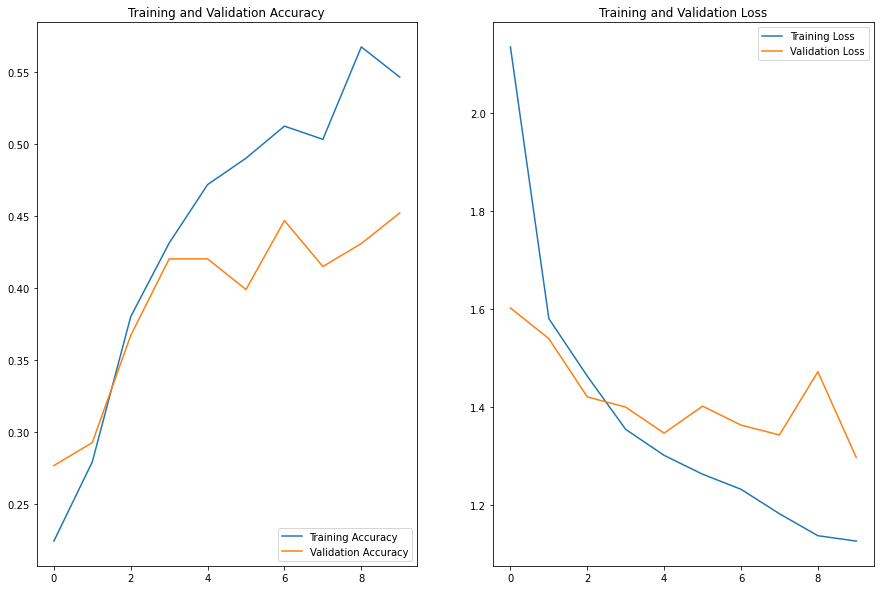 Training and Validation Accuracy
0.55
0.50
0.45
0.40
0.35
0.30
0.25
0 2 4 6 8
Training Accuracy
Validation Accuracy
Training and Validation Loss
Training Loss
Validation Loss
2.0
1.8
1.6
1.4
1.2
0 2 4 6 8